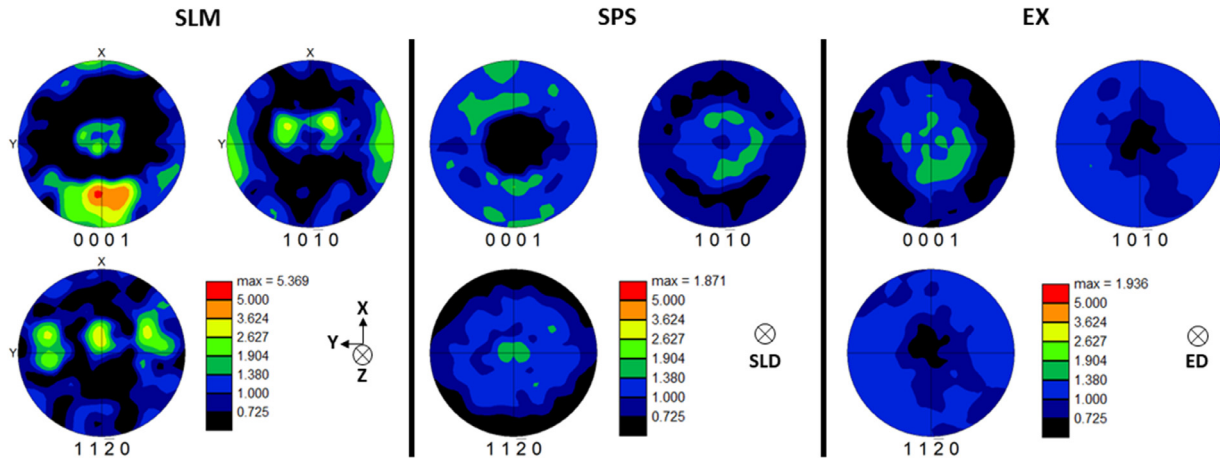 SLM
X
Y
0 0 0 1
X
Y
1 0 1̅ 0
X
Y
1 1 2̅ 0
max = 5.369
5.000
3.624
2.627
1.904
1.380
1.000
0.725
X
Y
Z
SPS
0 0 0 1
1 0 1̅ 0
1 1 2̅ 0
max = 1.871
5.000
3.624
2.627
1.904
1.380
1.000
0.725
SLD
EX
0 0 0 1
1 0 1̅ 0
1 1 2̅ 0
max = 1.936
5.000
3.624
2.627
1.904
1.380
1.000
0.725
ED